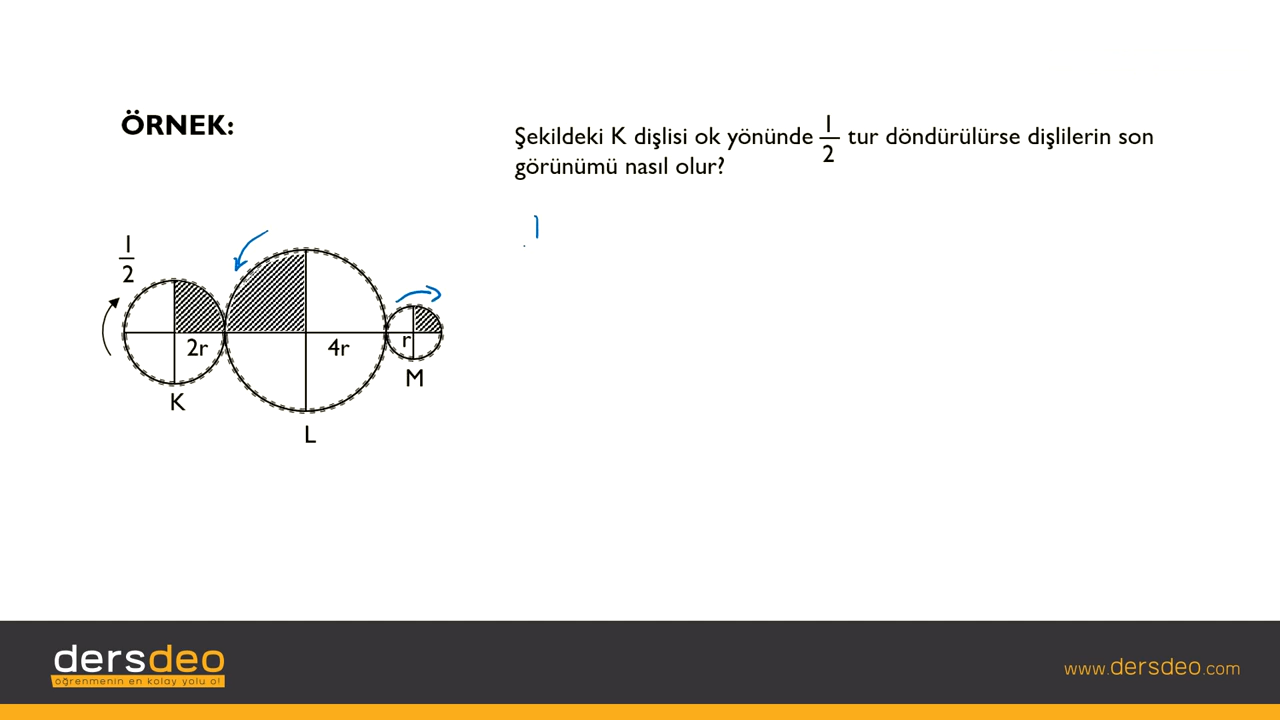 ÖRNEK:
Şekildeki K dişlisi ok yönünde 1/2 tur döndürülürse dişlilerin son
görünümü nasıl olur?
1
1/2
2r
4r
r
K
L
M
dersdeo
öğrenmenin en kolay yolu o!
www.dersdeo.com